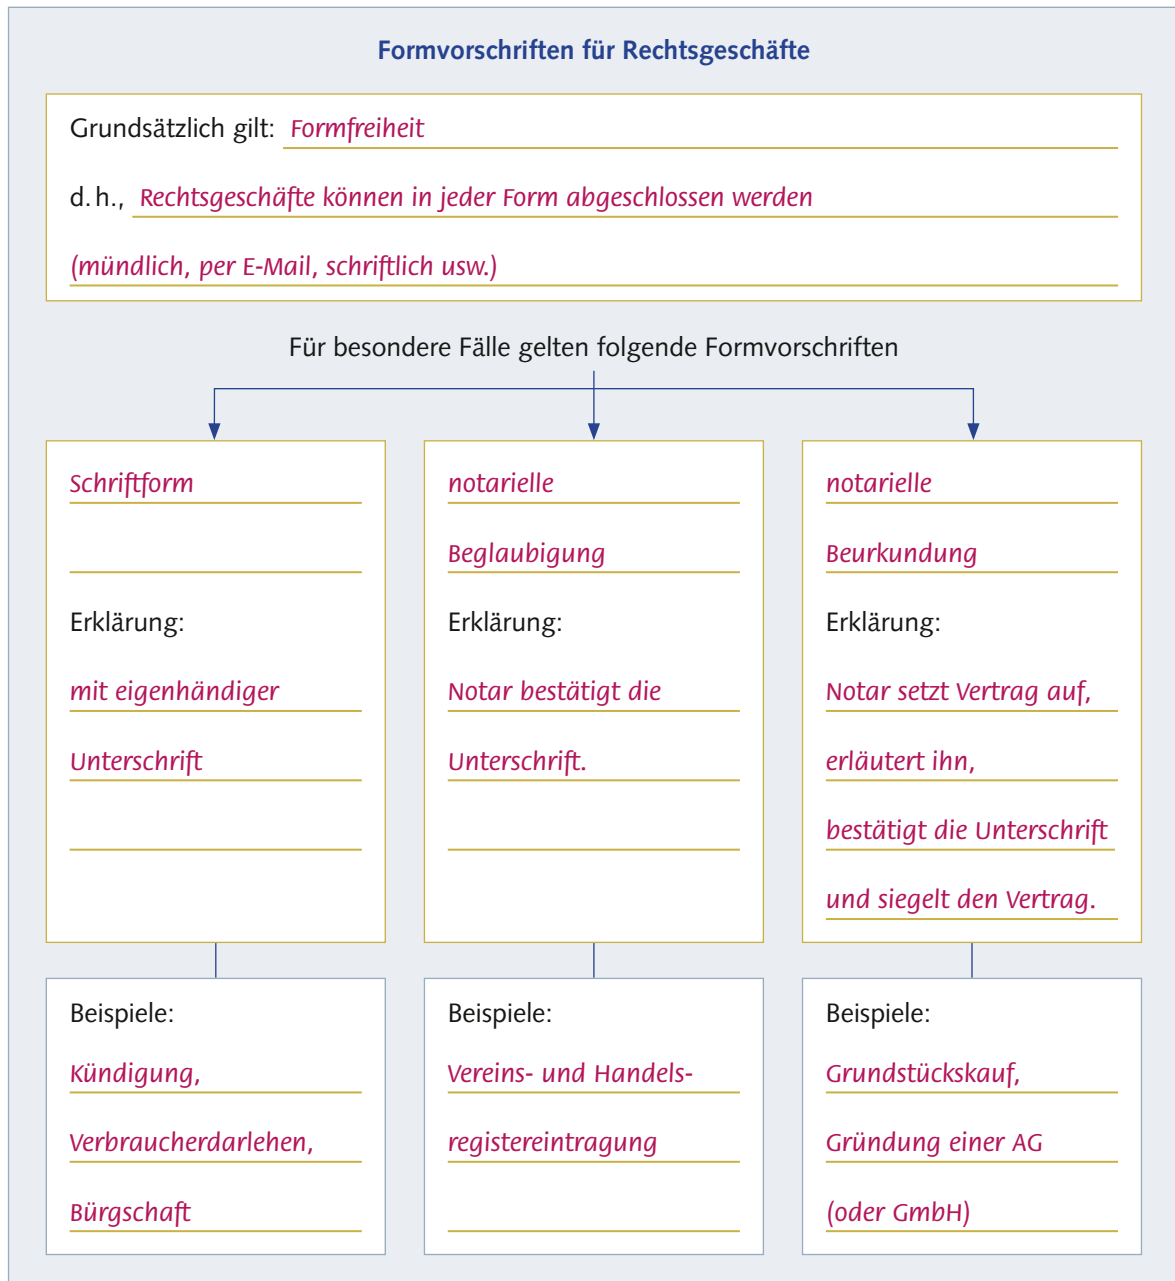 Formvorschriften für Rechtsgeschäfte
Grundsätzlich gilt: Formfreiheit
d. h., Rechtsgeschäfte können in jeder Form abgeschlossen werden
(mündlich, per E-Mail, schriftlich usw.)
Für besondere Fälle gelten folgende Formvorschriften
Schriftform
Erklärung:
mit eigenhändiger
Unterschrift
notarielle
Beglaubigung
Erklärung:
Notar bestätigt die
Unterschrift.
notarielle
Beurkundung
Erklärung:
Notar setzt Vertrag auf,
erläutert ihn,
bestätigt die Unterschrift
und siegelt den Vertrag.
Beispiele:
Kündigung,
Verbraucherdarlehen,
Bürgschaft
Beispiele:
Vereins- und Handels-
registereintragung
Beispiele:
Grundstückskauf,
Gründung einer AG
(oder GmbH)